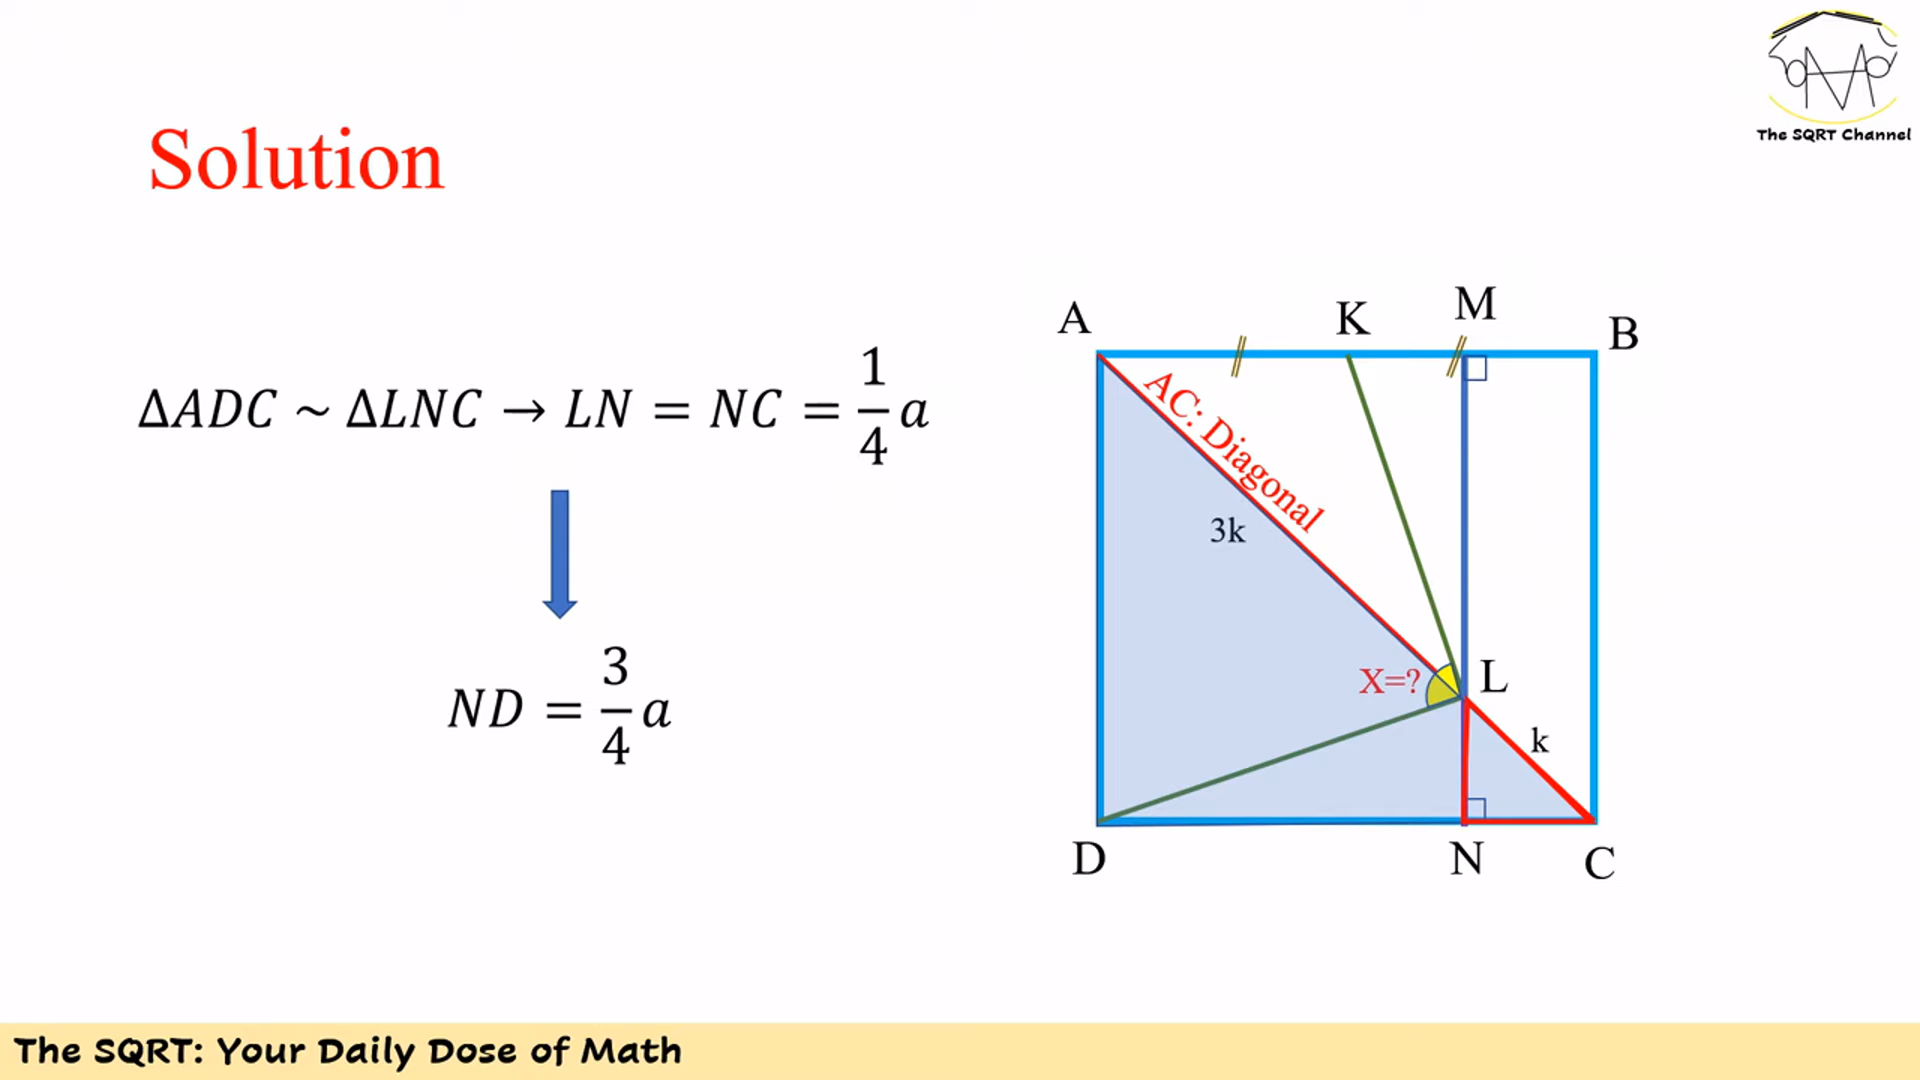 The SQRT Channel
Solution
ΔADC ~ ΔLNC → LN = NC = 1/4 a
ND = 3/4 a
A
K
M
B
AC: Diagonal
3k
X=?
L
k
D
N
C
The SQRT: Your Daily Dose of Math